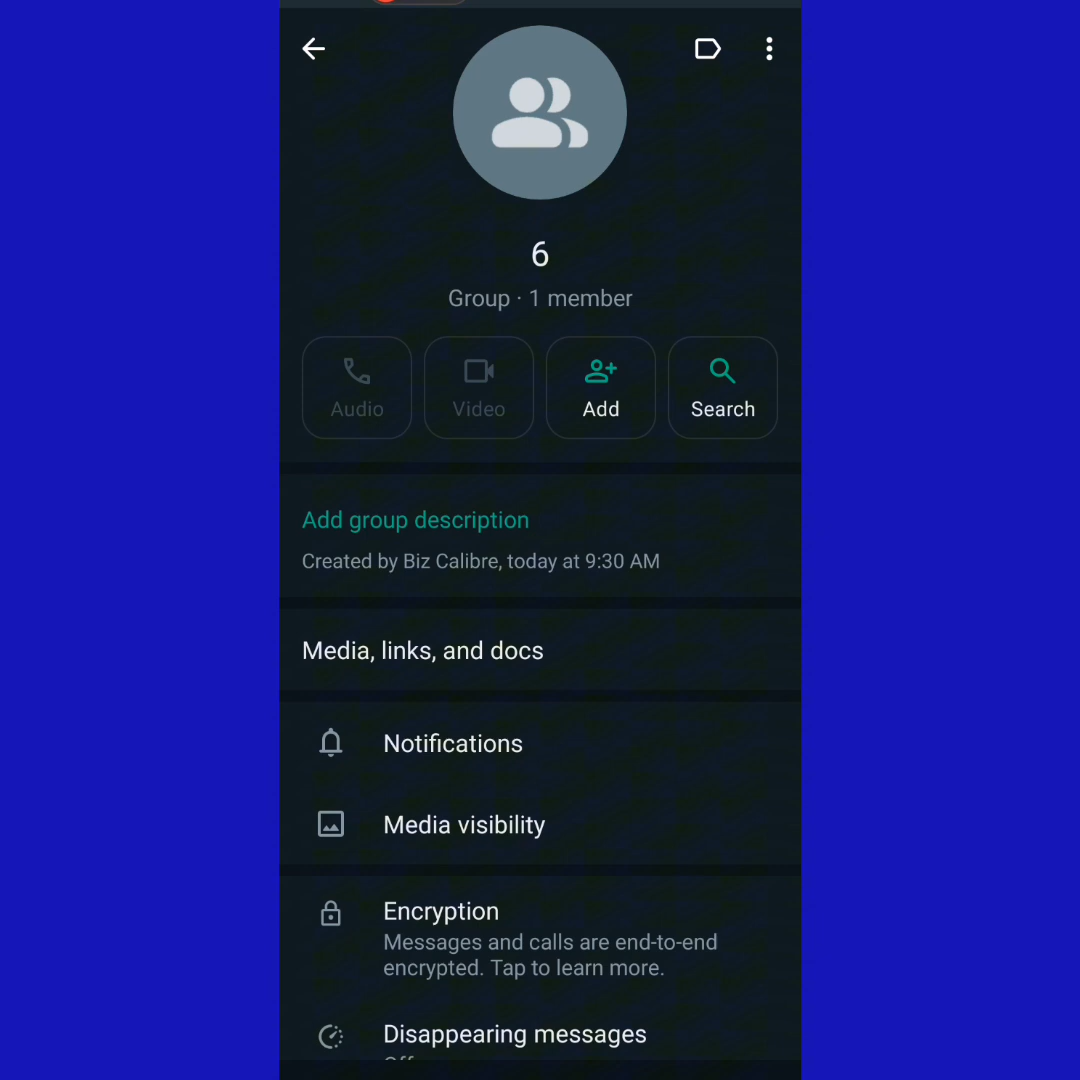 6
Group · 1 member
Audio
Video
Add
Search
Add group description
Created by Biz Calibre, today at 9:30 AM
Media, links, and docs
Notifications
Media visibility
Encryption
Messages and calls are end-to-end
encrypted. Tap to learn more.
Disappearing messages